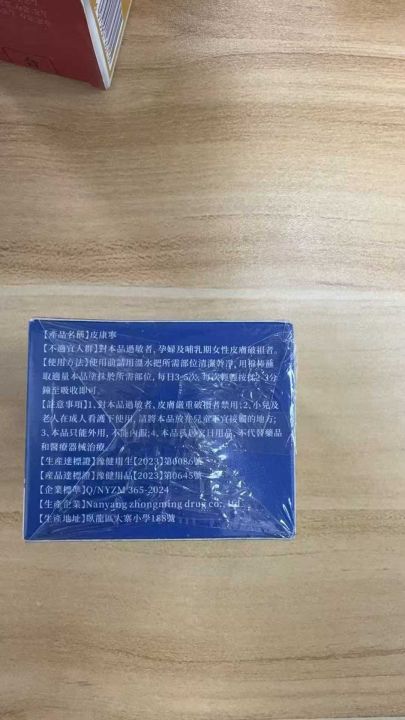 【產品名稱】皮康寧
【不適宜人群】對本品過敏者,孕婦及哺乳期女性皮膚破損者。
【使用方法】使用前請用溫水把所需部位清潔乾淨,用棉棒蘸
取適量本品塗抹於所需部位,每日3-5次,每次輕輕按揉2-3分
鐘至吸收即可。
【註意事項】1、對本品過敏者、皮膚嚴重破損者禁用;2、小兒及
老人在成人看護下使用,請將本品放在兒童不宜接觸的地方;
3、本品只能外用,不能內服;4、本品為居家日用品,不代替藥品
和醫療器械治療。
【生産達標證】豫健用生【2023】第0086號
【產品達標證】豫健用品【2023】第0645號
【企業標準】Q/NYZM 365-2024
【生産企業】Nanyang zhongming drug co., Ltd.
【生産地址】臥龍區大寨小學188號